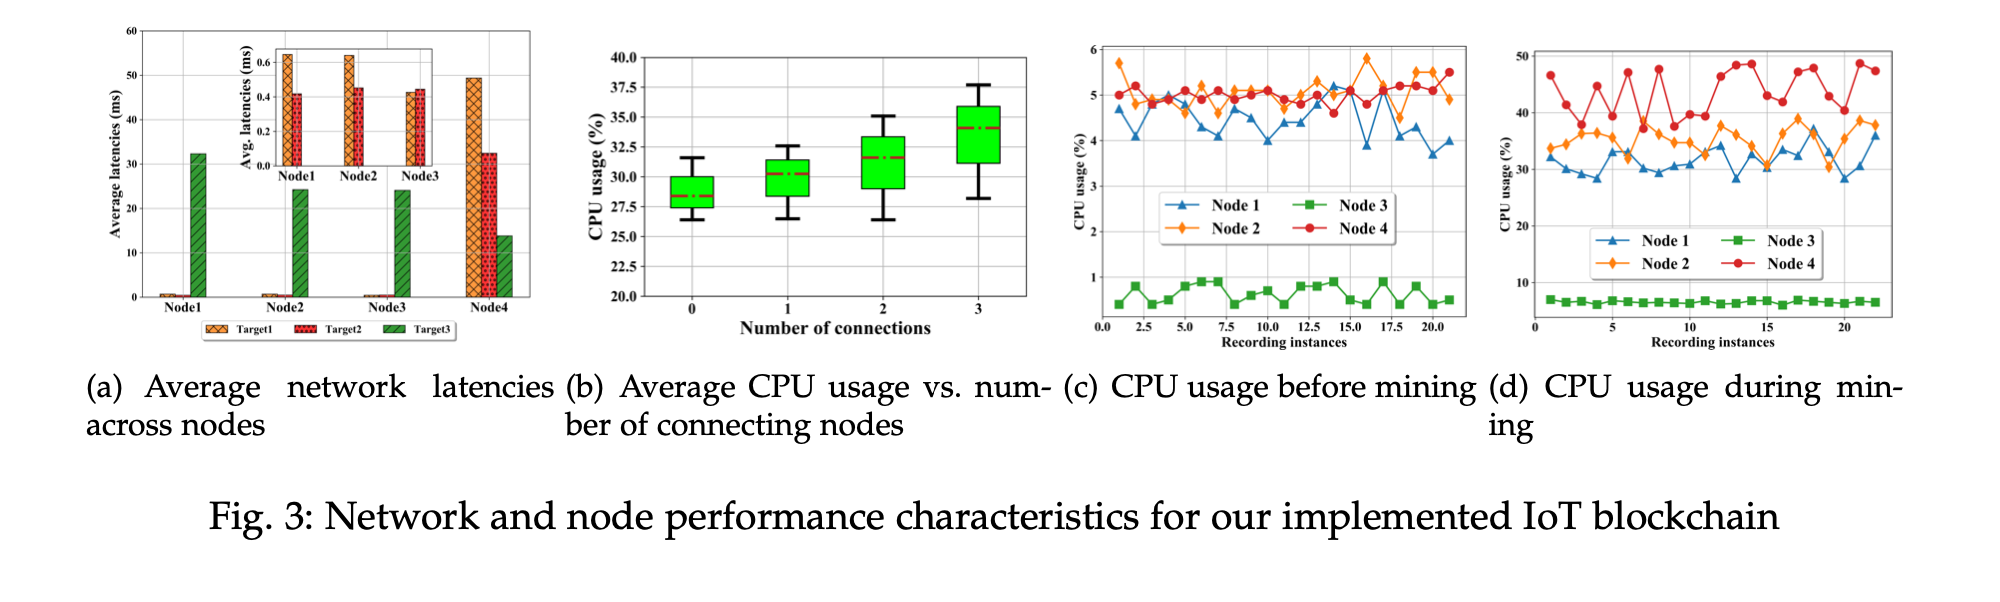 60
50
40
30
20
10
0
Average latencies (ms)
0.6
0.4
0.2
0.0
Avg. latencies (ms)
Node1 Node2 Node3
Node1 Node2 Node3 Node4
Target1 Target2 Target3
40.0
37.5
35.0
32.5
30.0
27.5
25.0
22.5
20.0
CPU usage (%)
0 1 2 3
Number of connections
6
5
4
3
2
1
CPU usage (%)
Node 1 Node 3
Node 2 Node 4
0.0 2.5 5.0 7.5 10.0 12.5 15.0 17.5 20.0
Recording instances
50
40
30
20
10
CPU usage (%)
Node 1 Node 3
Node 2 Node 4
0 5 10 15 20
Recording instances
(a) Average network latencies
across nodes
(b) Average CPU usage vs. num-
ber of connecting nodes
(c) CPU usage before mining
(d) CPU usage during min-
ing
Fig. 3: Network and node performance characteristics for our implemented IoT blockchain